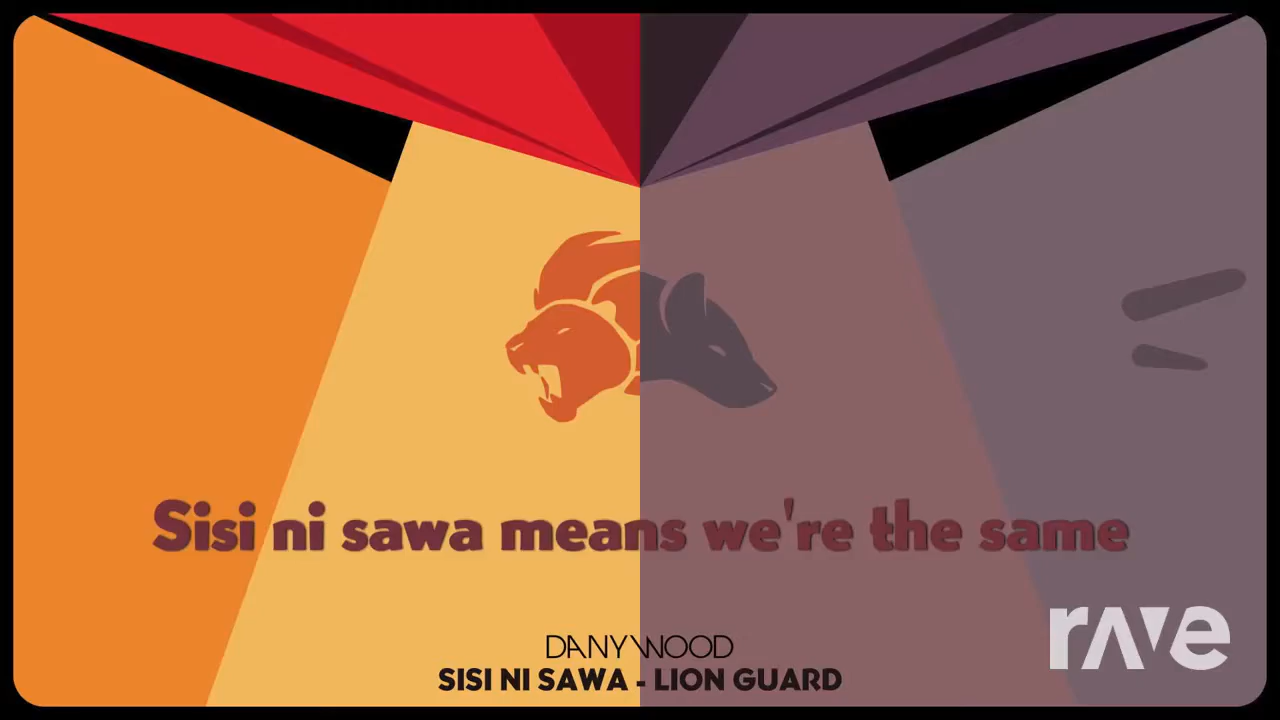 Sisi ni sawa means we're the same
DANYWOOD
SISI NI SAWA - LION GUARD
rave